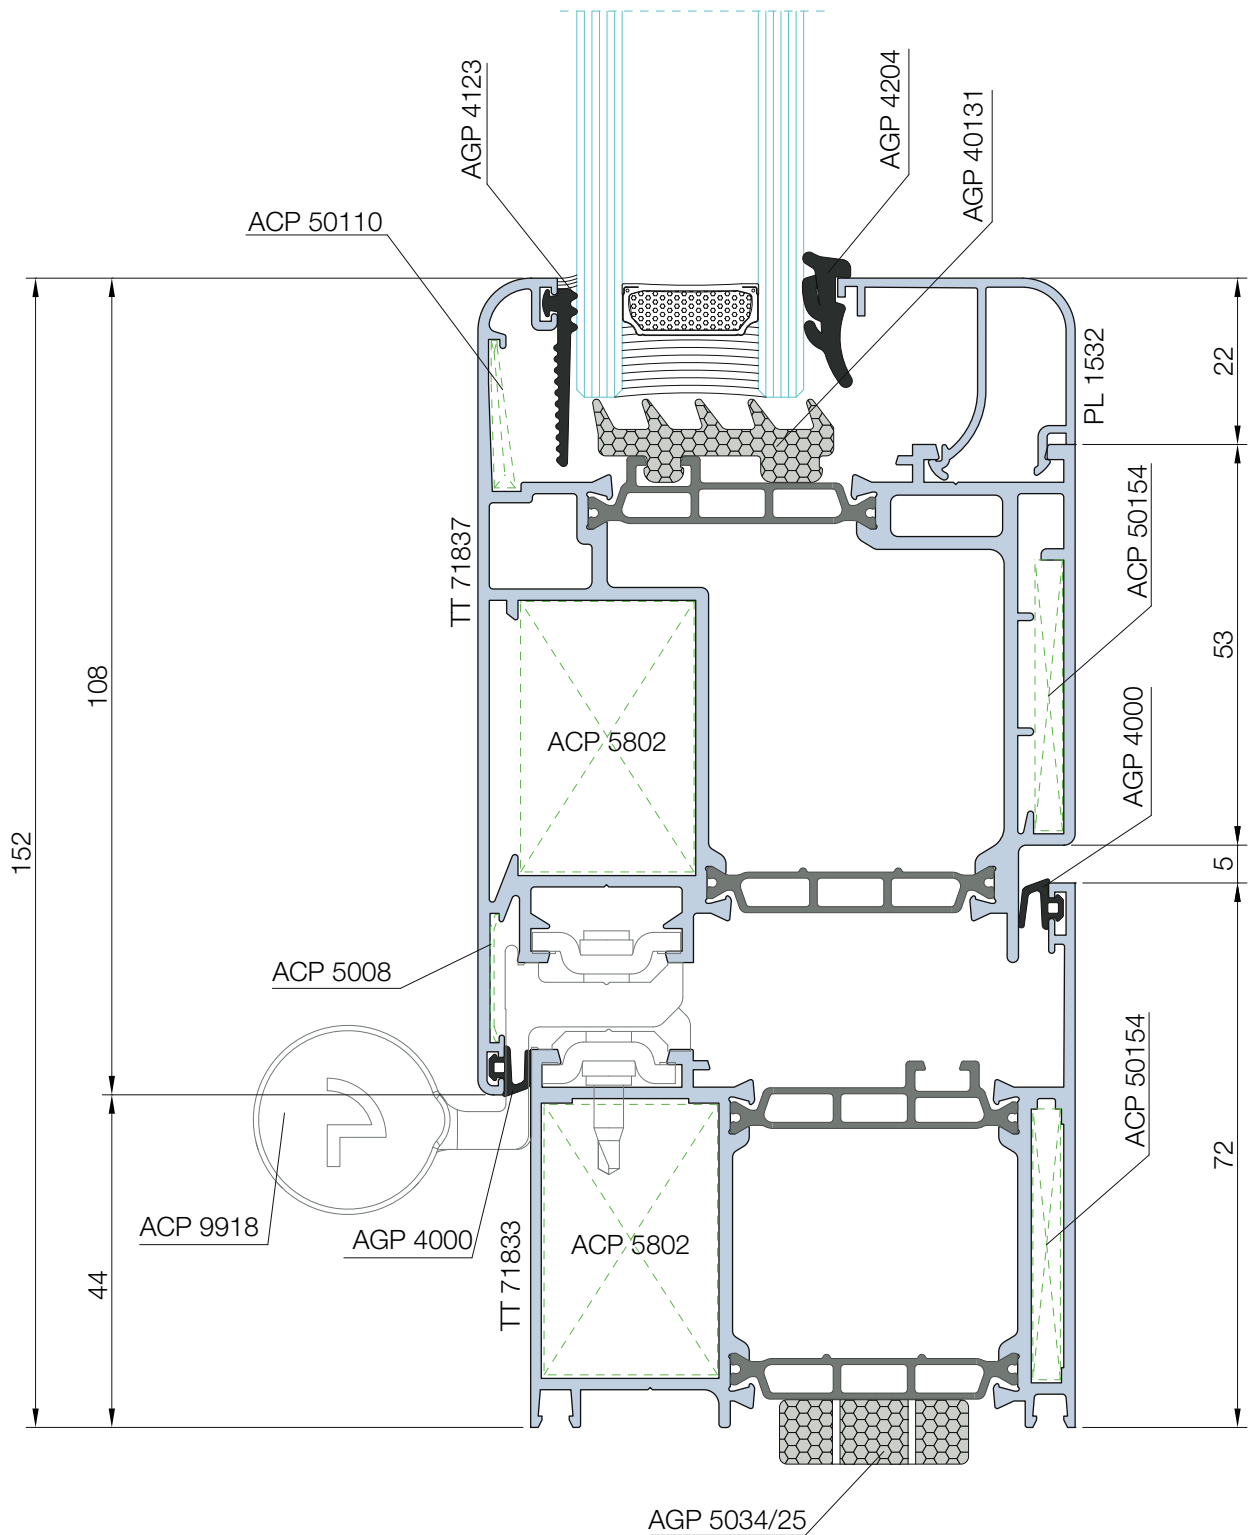 AGP 4123
AGP 4204
AGP 40131
ACP 50110
22
PL 1532
ACP 50154
TT 71837
53
108
ACP 5802
AGP 4000
152
5
ACP 5008
ACP 50154
72
ACP 9918
AGP 4000
TT 71833
ACP 5802
44
AGP 5034/25